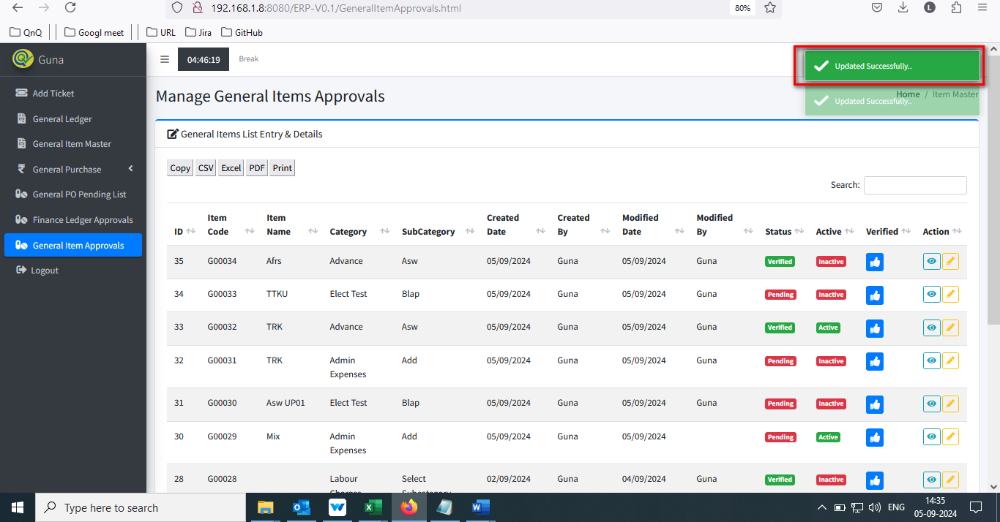 192.168.1.8:8080/ERP-V0.1/GeneralItemApprovals.html
80%
L
QnQ
Googl meet
URL
Jira
GitHub
Guna
04:46:19
Break
Updated Successfully..
Updated Successfully..
Home / Item Master
Add Ticket
General Ledger
General Item Master
General Purchase
General PO Pending List
Finance Ledger Approvals
General Item Approvals
Logout
Manage General Items Approvals
General Items List Entry & Details
Copy CSV Excel PDF Print
Search:
ID Item Code Item Name Category SubCategory Created Date Created By Modified Date Modified By Status Active Verified Action
35 G00034 Afrs Advance Asw 05/09/2024 Guna 05/09/2024 Guna Verified Inactive
34 G00033 TTKU Elect Test Blap 05/09/2024 Guna 05/09/2024 Guna Pending Inactive
33 G00032 TRK Advance Asw 05/09/2024 Guna 05/09/2024 Guna Verified Active
32 G00031 TRK Admin Expenses Add 05/09/2024 Guna 05/09/2024 Guna Pending Inactive
31 G00030 Asw UP01 Elect Test Blap 05/09/2024 Guna 05/09/2024 Guna Pending Inactive
30 G00029 Mix Admin Expenses Add 05/09/2024 Guna 05/09/2024 Pending Active
28 G00028 Labour Select 02/09/2024 Guna 04/09/2024 Guna Verified Inactive
Type here to search
ENG
14:35
05-09-2024